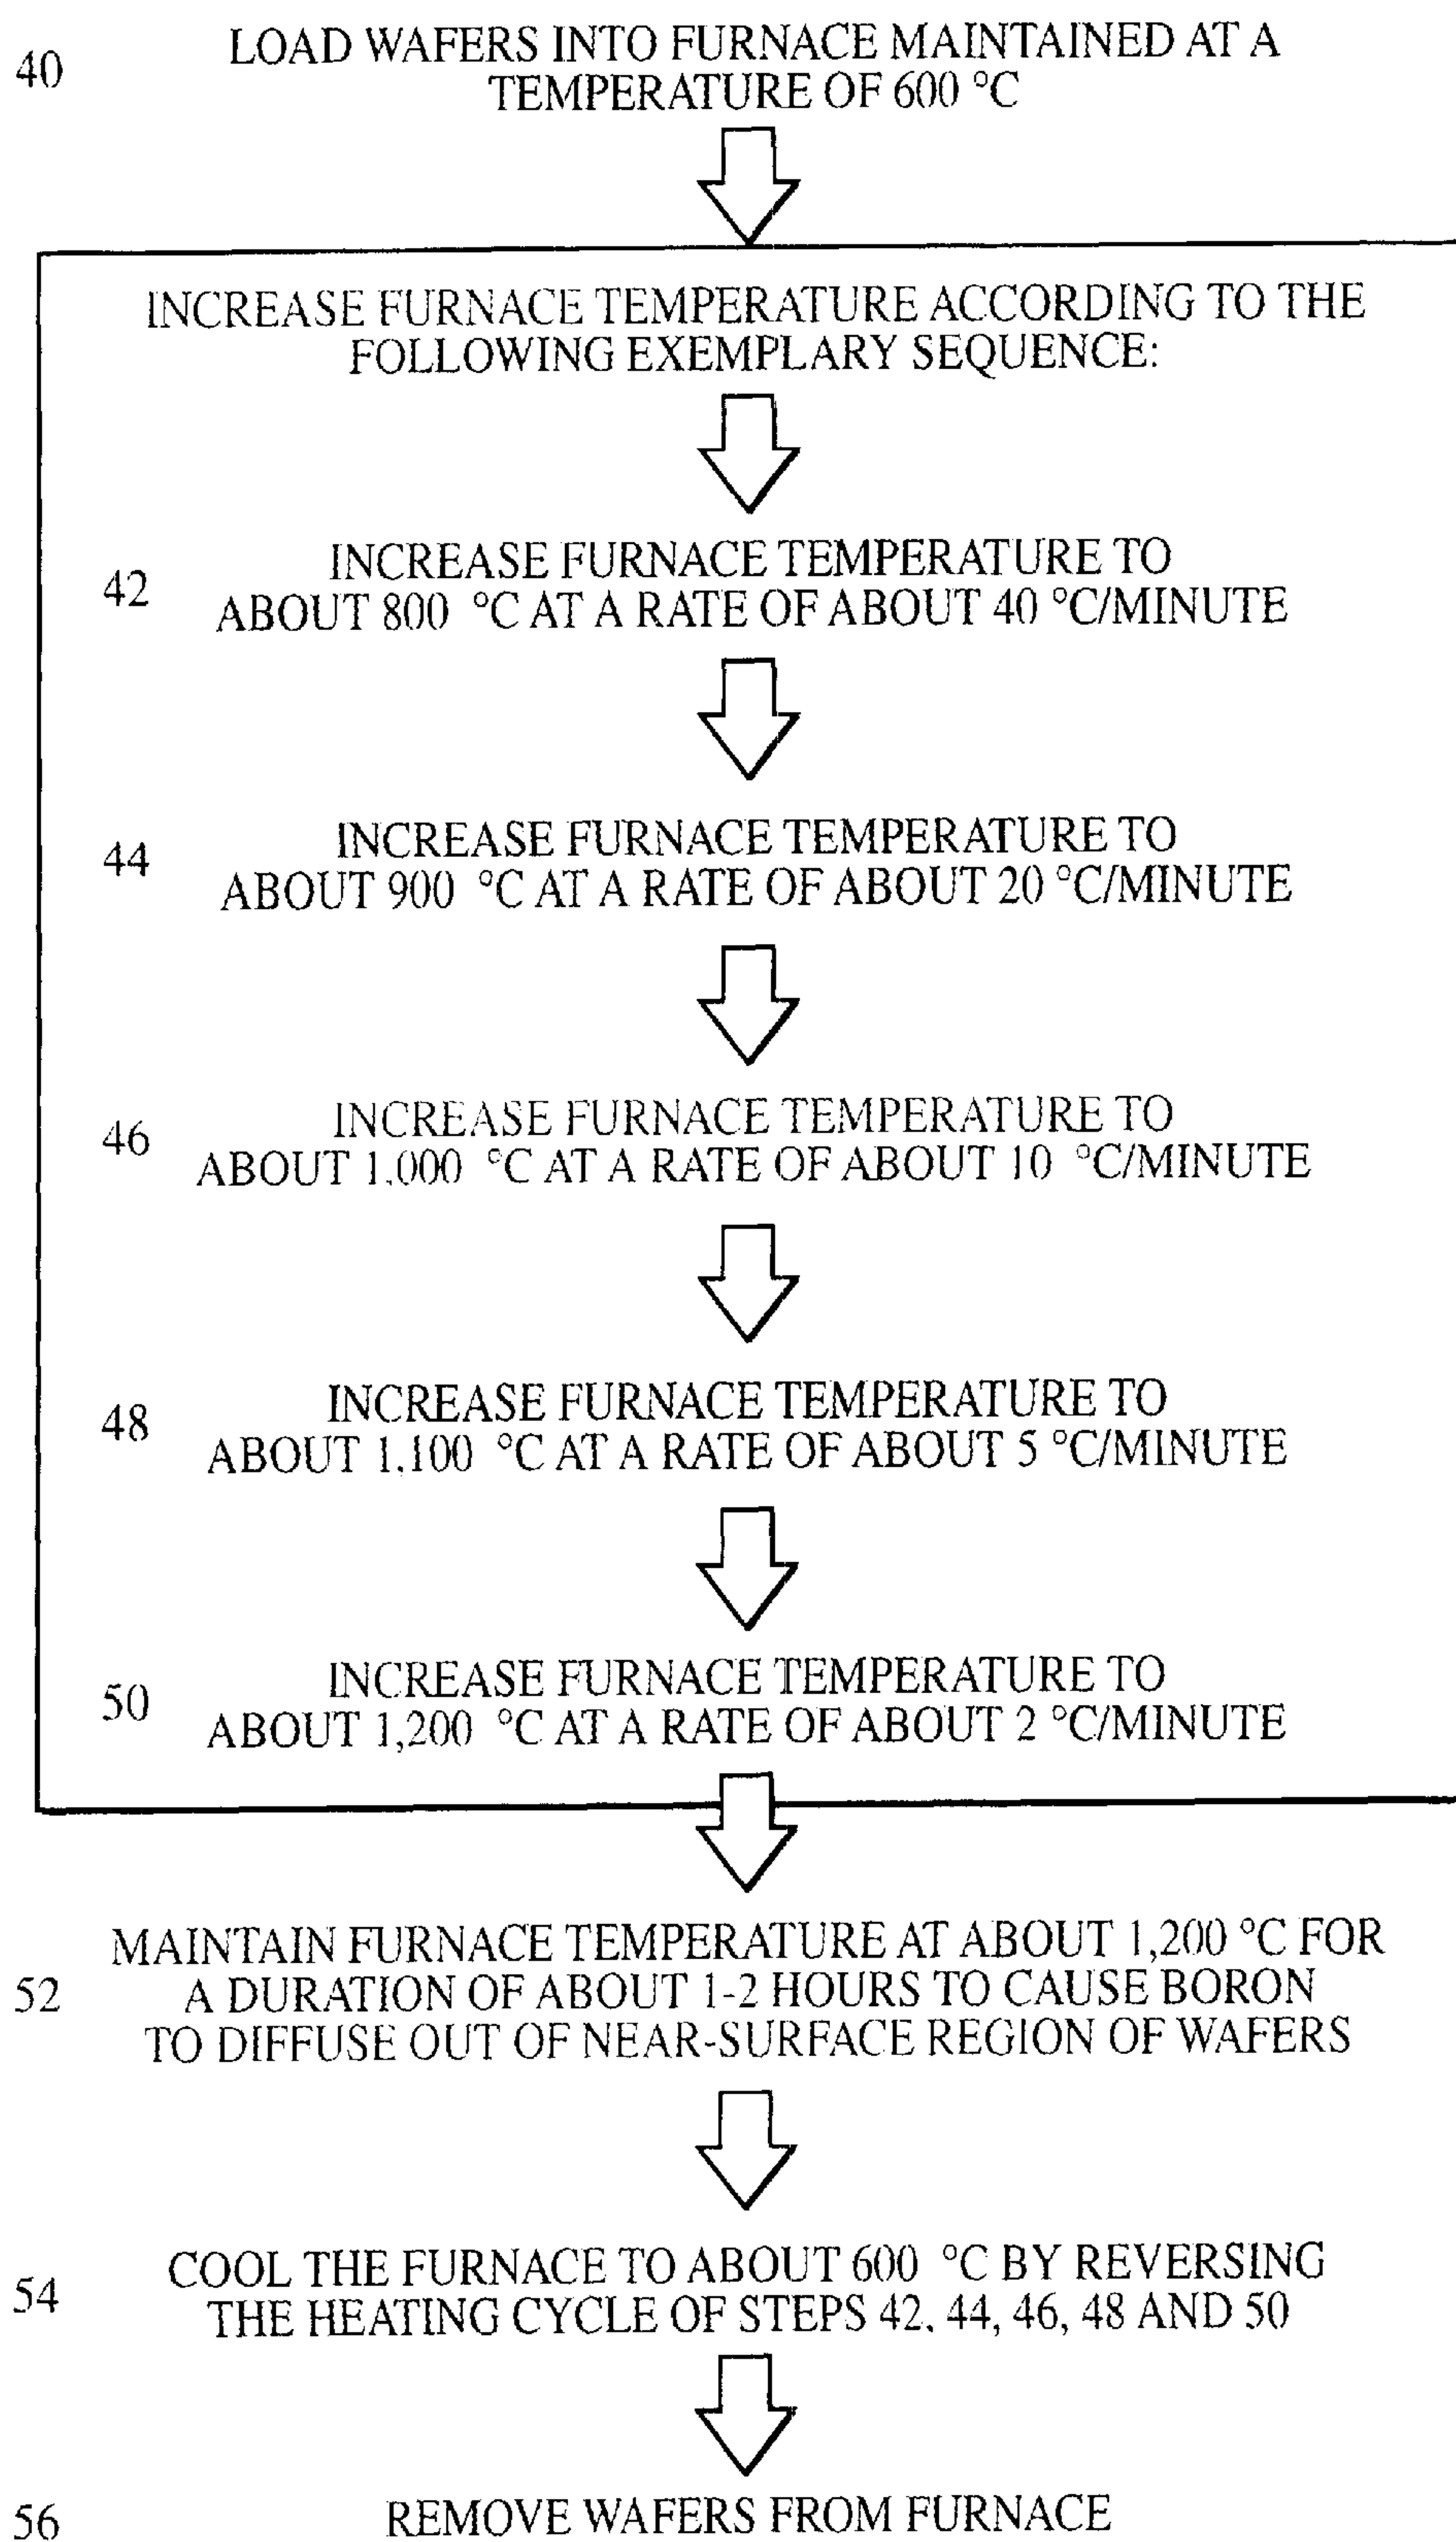 40
LOAD WAFERS INTO FURNACE MAINTAINED AT A
TEMPERATURE OF 600 °C
INCREASE FURNACE TEMPERATURE ACCORDING TO THE
FOLLOWING EXEMPLARY SEQUENCE:
42
INCREASE FURNACE TEMPERATURE TO
ABOUT 800 °C AT A RATE OF ABOUT 40 °C/MINUTE
44
INCREASE FURNACE TEMPERATURE TO
ABOUT 900 °C AT A RATE OF ABOUT 20 °C/MINUTE
46
INCREASE FURNACE TEMPERATURE TO
ABOUT 1,000 °C AT A RATE OF ABOUT 10 °C/MINUTE
48
INCREASE FURNACE TEMPERATURE TO
ABOUT 1,100 °C AT A RATE OF ABOUT 5 °C/MINUTE
50
INCREASE FURNACE TEMPERATURE TO
ABOUT 1,200 °C AT A RATE OF ABOUT 2 °C/MINUTE
52
MAINTAIN FURNACE TEMPERATURE AT ABOUT 1,200 °C FOR
A DURATION OF ABOUT 1-2 HOURS TO CAUSE BORON
TO DIFFUSE OUT OF NEAR-SURFACE REGION OF WAFERS
54
COOL THE FURNACE TO ABOUT 600 °C BY REVERSING
THE HEATING CYCLE OF STEPS 42, 44, 46, 48 AND 50
56
REMOVE WAFERS FROM FURNACE